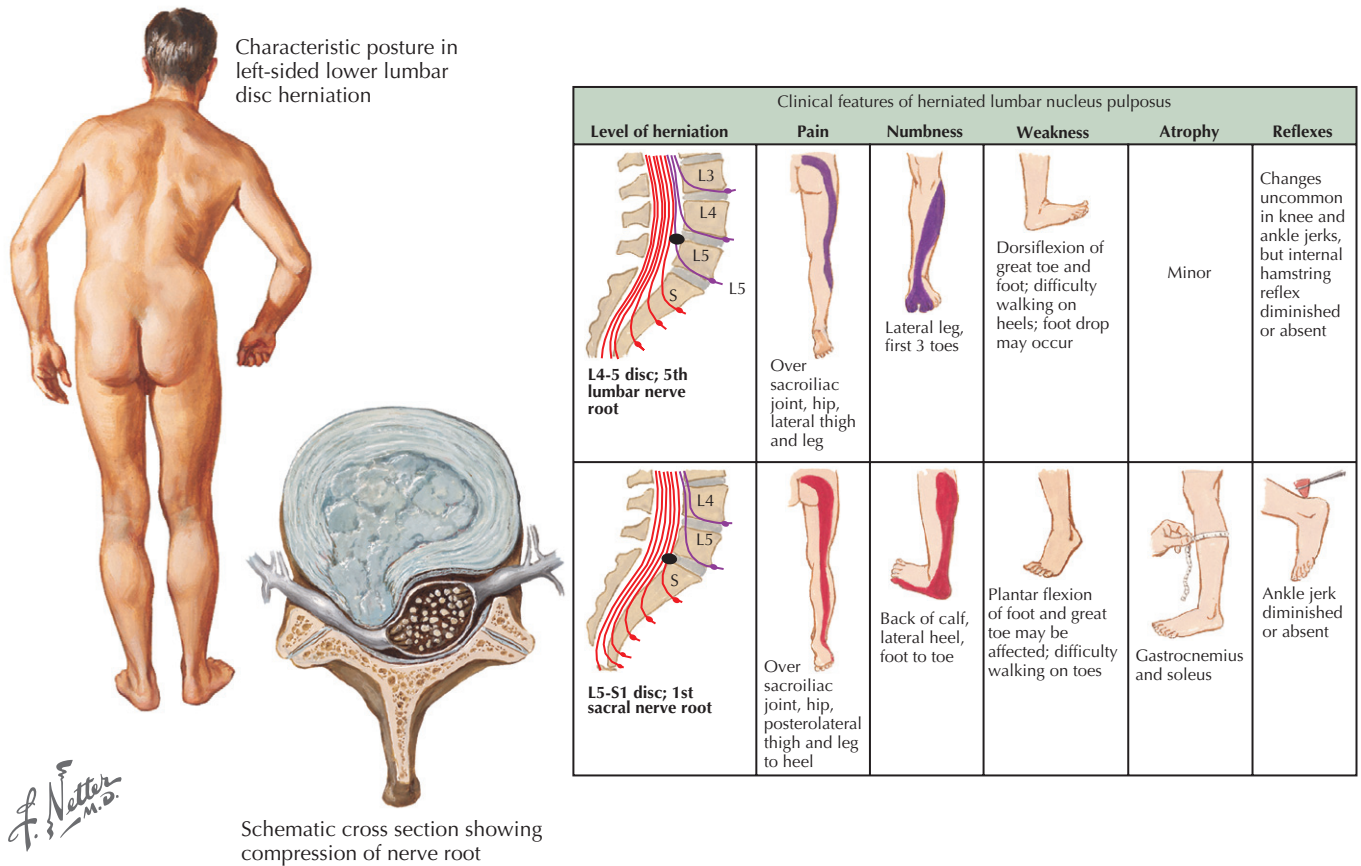 Characteristic posture in
left-sided lower lumbar
disc herniation
Clinical features of herniated lumbar nucleus pulposus
Level of herniation Pain Numbness Weakness Atrophy Reflexes
L3
L4
L5
S
L5
L4-5 disc; 5th
lumbar nerve
root
Over
sacroiliac
joint, hip,
lateral thigh
and leg
Lateral leg,
first 3 toes
Dorsiflexion of
great toe and
foot; difficulty
walking on
heels; foot drop
may occur
Minor
Changes
uncommon
in knee and
ankle jerks,
but internal
hamstring
reflex
diminished
or absent
L4
L5
S
L5-S1 disc; 1st
sacral nerve root
Over
sacroiliac
joint, hip,
posterolateral
thigh and leg
to heel
Back of calf,
lateral heel,
foot to toe
Plantar flexion
of foot and great
toe may be
affected; difficulty
walking on toes
Gastrocnemius
and soleus
Ankle jerk
diminished
or absent
F. Netter
M.D.
Schematic cross section showing
compression of nerve root